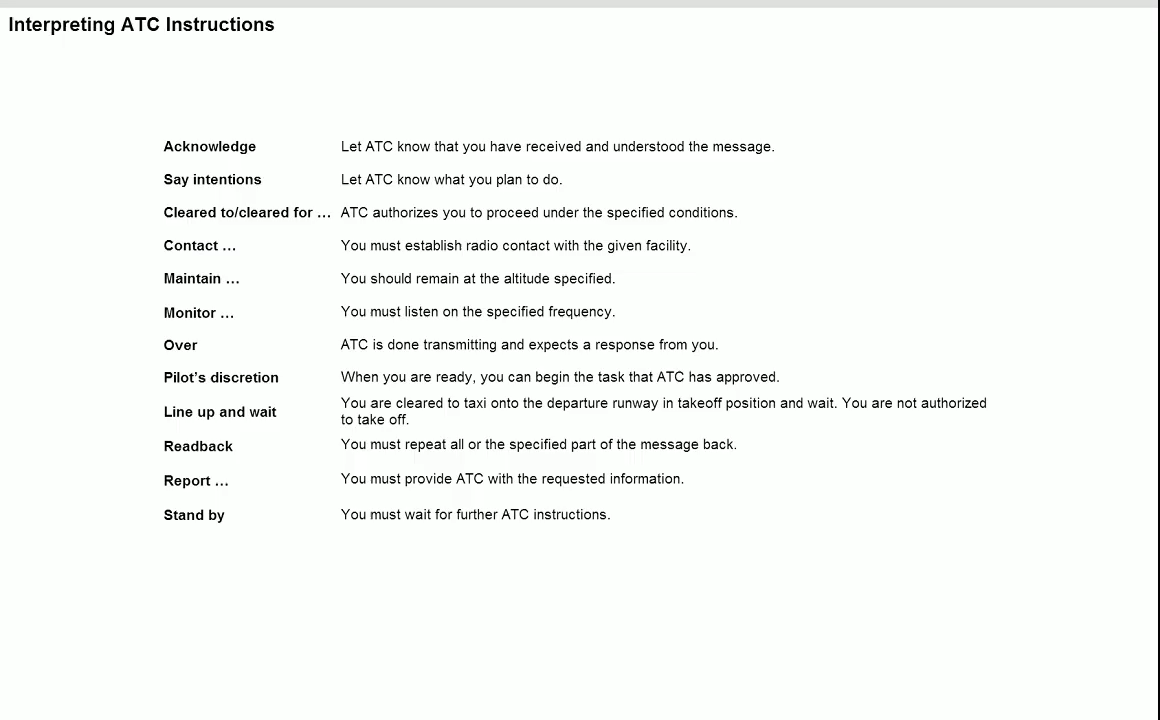 Interpreting ATC Instructions
Acknowledge Let ATC know that you have received and understood the message.
Say intentions Let ATC know what you plan to do.
Cleared to/cleared for … ATC authorizes you to proceed under the specified conditions.
Contact … You must establish radio contact with the given facility.
Maintain … You should remain at the altitude specified.
Monitor … You must listen on the specified frequency.
Over ATC is done transmitting and expects a response from you.
Pilot’s discretion When you are ready, you can begin the task that ATC has approved.
Line up and wait You are cleared to taxi onto the departure runway in takeoff position and wait. You are not authorized
to take off.
Readback You must repeat all or the specified part of the message back.
Report … You must provide ATC with the requested information.
Stand by You must wait for further ATC instructions.